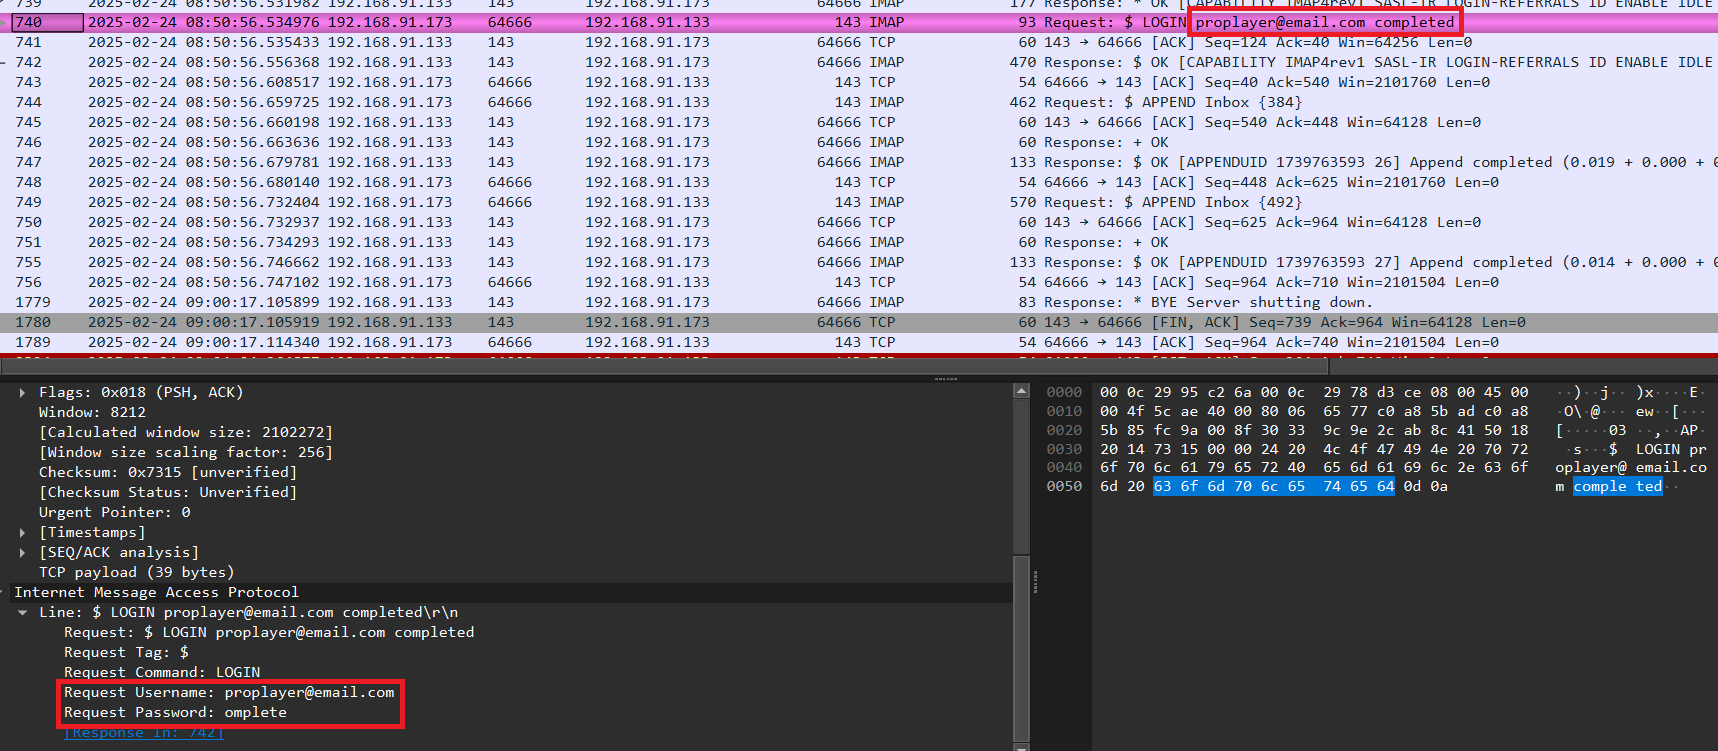 739 2025-02-24 08:50:56.531982 192.168.91.133 143 192.168.91.173 64666 IMAP 177 Response: * OK [CAPABILITY IMAP4rev1 SASL-IR LOGIN-REFERRALS ID ENABLE IDLE
740 2025-02-24 08:50:56.534976 192.168.91.173 64666 192.168.91.133 143 IMAP 93 Request: $ LOGIN proplayer@email.com completed
741 2025-02-24 08:50:56.535433 192.168.91.133 143 192.168.91.173 64666 TCP 60 143 → 64666 [ACK] Seq=124 Ack=40 Win=64256 Len=0
742 2025-02-24 08:50:56.556368 192.168.91.133 143 192.168.91.173 64666 IMAP 470 Response: $ OK [CAPABILITY IMAP4rev1 SASL-IR LOGIN-REFERRALS ID ENABLE IDLE
743 2025-02-24 08:50:56.608517 192.168.91.173 64666 192.168.91.133 143 TCP 54 64666 → 143 [ACK] Seq=40 Ack=540 Win=2101760 Len=0
744 2025-02-24 08:50:56.659725 192.168.91.173 64666 192.168.91.133 143 IMAP 462 Request: $ APPEND Inbox {384}
745 2025-02-24 08:50:56.660198 192.168.91.133 143 192.168.91.173 64666 TCP 60 143 → 64666 [ACK] Seq=540 Ack=448 Win=64128 Len=0
746 2025-02-24 08:50:56.663636 192.168.91.133 143 192.168.91.173 64666 IMAP 60 Response: + OK
747 2025-02-24 08:50:56.679781 192.168.91.133 143 192.168.91.173 64666 IMAP 133 Response: $ OK [APPENDUID 1739763593 26] Append completed (0.019 + 0.000 + 0
748 2025-02-24 08:50:56.680140 192.168.91.173 64666 192.168.91.133 143 TCP 54 64666 → 143 [ACK] Seq=448 Ack=625 Win=2101760 Len=0
749 2025-02-24 08:50:56.732404 192.168.91.173 64666 192.168.91.133 143 IMAP 570 Request: $ APPEND Inbox {492}
750 2025-02-24 08:50:56.732937 192.168.91.133 143 192.168.91.173 64666 TCP 60 143 → 64666 [ACK] Seq=625 Ack=964 Win=64128 Len=0
751 2025-02-24 08:50:56.734293 192.168.91.133 143 192.168.91.173 64666 IMAP 60 Response: + OK
755 2025-02-24 08:50:56.746662 192.168.91.133 143 192.168.91.173 64666 IMAP 133 Response: $ OK [APPENDUID 1739763593 27] Append completed (0.014 + 0.000 + 0
756 2025-02-24 08:50:56.747102 192.168.91.173 64666 192.168.91.133 143 TCP 54 64666 → 143 [ACK] Seq=964 Ack=710 Win=2101504 Len=0
1779 2025-02-24 09:00:17.105899 192.168.91.133 143 192.168.91.173 64666 IMAP 83 Response: * BYE Server shutting down.
1780 2025-02-24 09:00:17.105919 192.168.91.133 143 192.168.91.173 64666 TCP 60 143 → 64666 [FIN, ACK] Seq=739 Ack=964 Win=64128 Len=0
1789 2025-02-24 09:00:17.114340 192.168.91.173 64666 192.168.91.133 143 TCP 54 64666 → 143 [ACK] Seq=964 Ack=740 Win=2101504 Len=0
Flags: 0x018 (PSH, ACK)
Window: 8212
[Calculated window size: 2102272]
[Window size scaling factor: 256]
Checksum: 0x7315 [unverified]
[Checksum Status: Unverified]
Urgent Pointer: 0
[Timestamps]
[SEQ/ACK analysis]
TCP payload (39 bytes)
Internet Message Access Protocol
Line: $ LOGIN proplayer@email.com completed\r\n
Request: $ LOGIN proplayer@email.com completed
Request Tag: $
Request Command: LOGIN
Request Username: proplayer@email.com
Request Password: omplete
[Response In: 742]
0000 00 0c 29 95 c2 6a 00 0c 29 78 d3 ce 08 00 45 00 ··)··j·· )x····E·
0010 00 4f 5c ae 40 00 80 06 65 77 c0 a8 5b ad c0 a8 ·O\·@··· ew··[···
0020 5b 85 fc 9a 00 8f 30 33 9c 9e 2c ab 8c 41 50 18 [·····03 ··,··AP·
0030 20 14 73 15 00 00 24 20 4c 4f 47 49 4e 20 70 72 ·s···$ LOGIN pr
0040 6f 70 6c 61 79 65 72 40 65 6d 61 69 6c 2e 63 6f oplayer@ email.co
0050 6d 20 63 6f 6d 70 6c 65 74 65 64 0d 0a m comple ted··